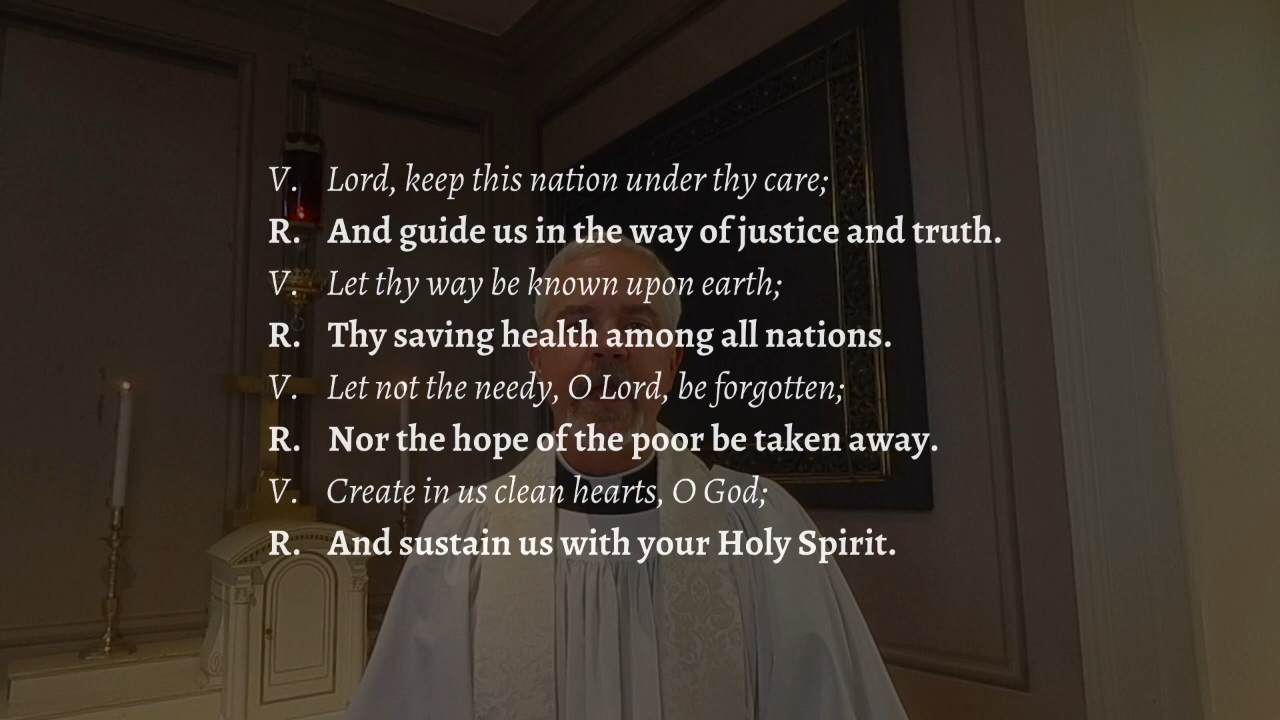 V. Lord, keep this nation under thy care;
R. And guide us in the way of justice and truth.
V. Let thy way be known upon earth;
R. Thy saving health among all nations.
V. Let not the needy, O Lord, be forgotten;
R. Nor the hope of the poor be taken away.
V. Create in us clean hearts, O God;
R. And sustain us with your Holy Spirit.